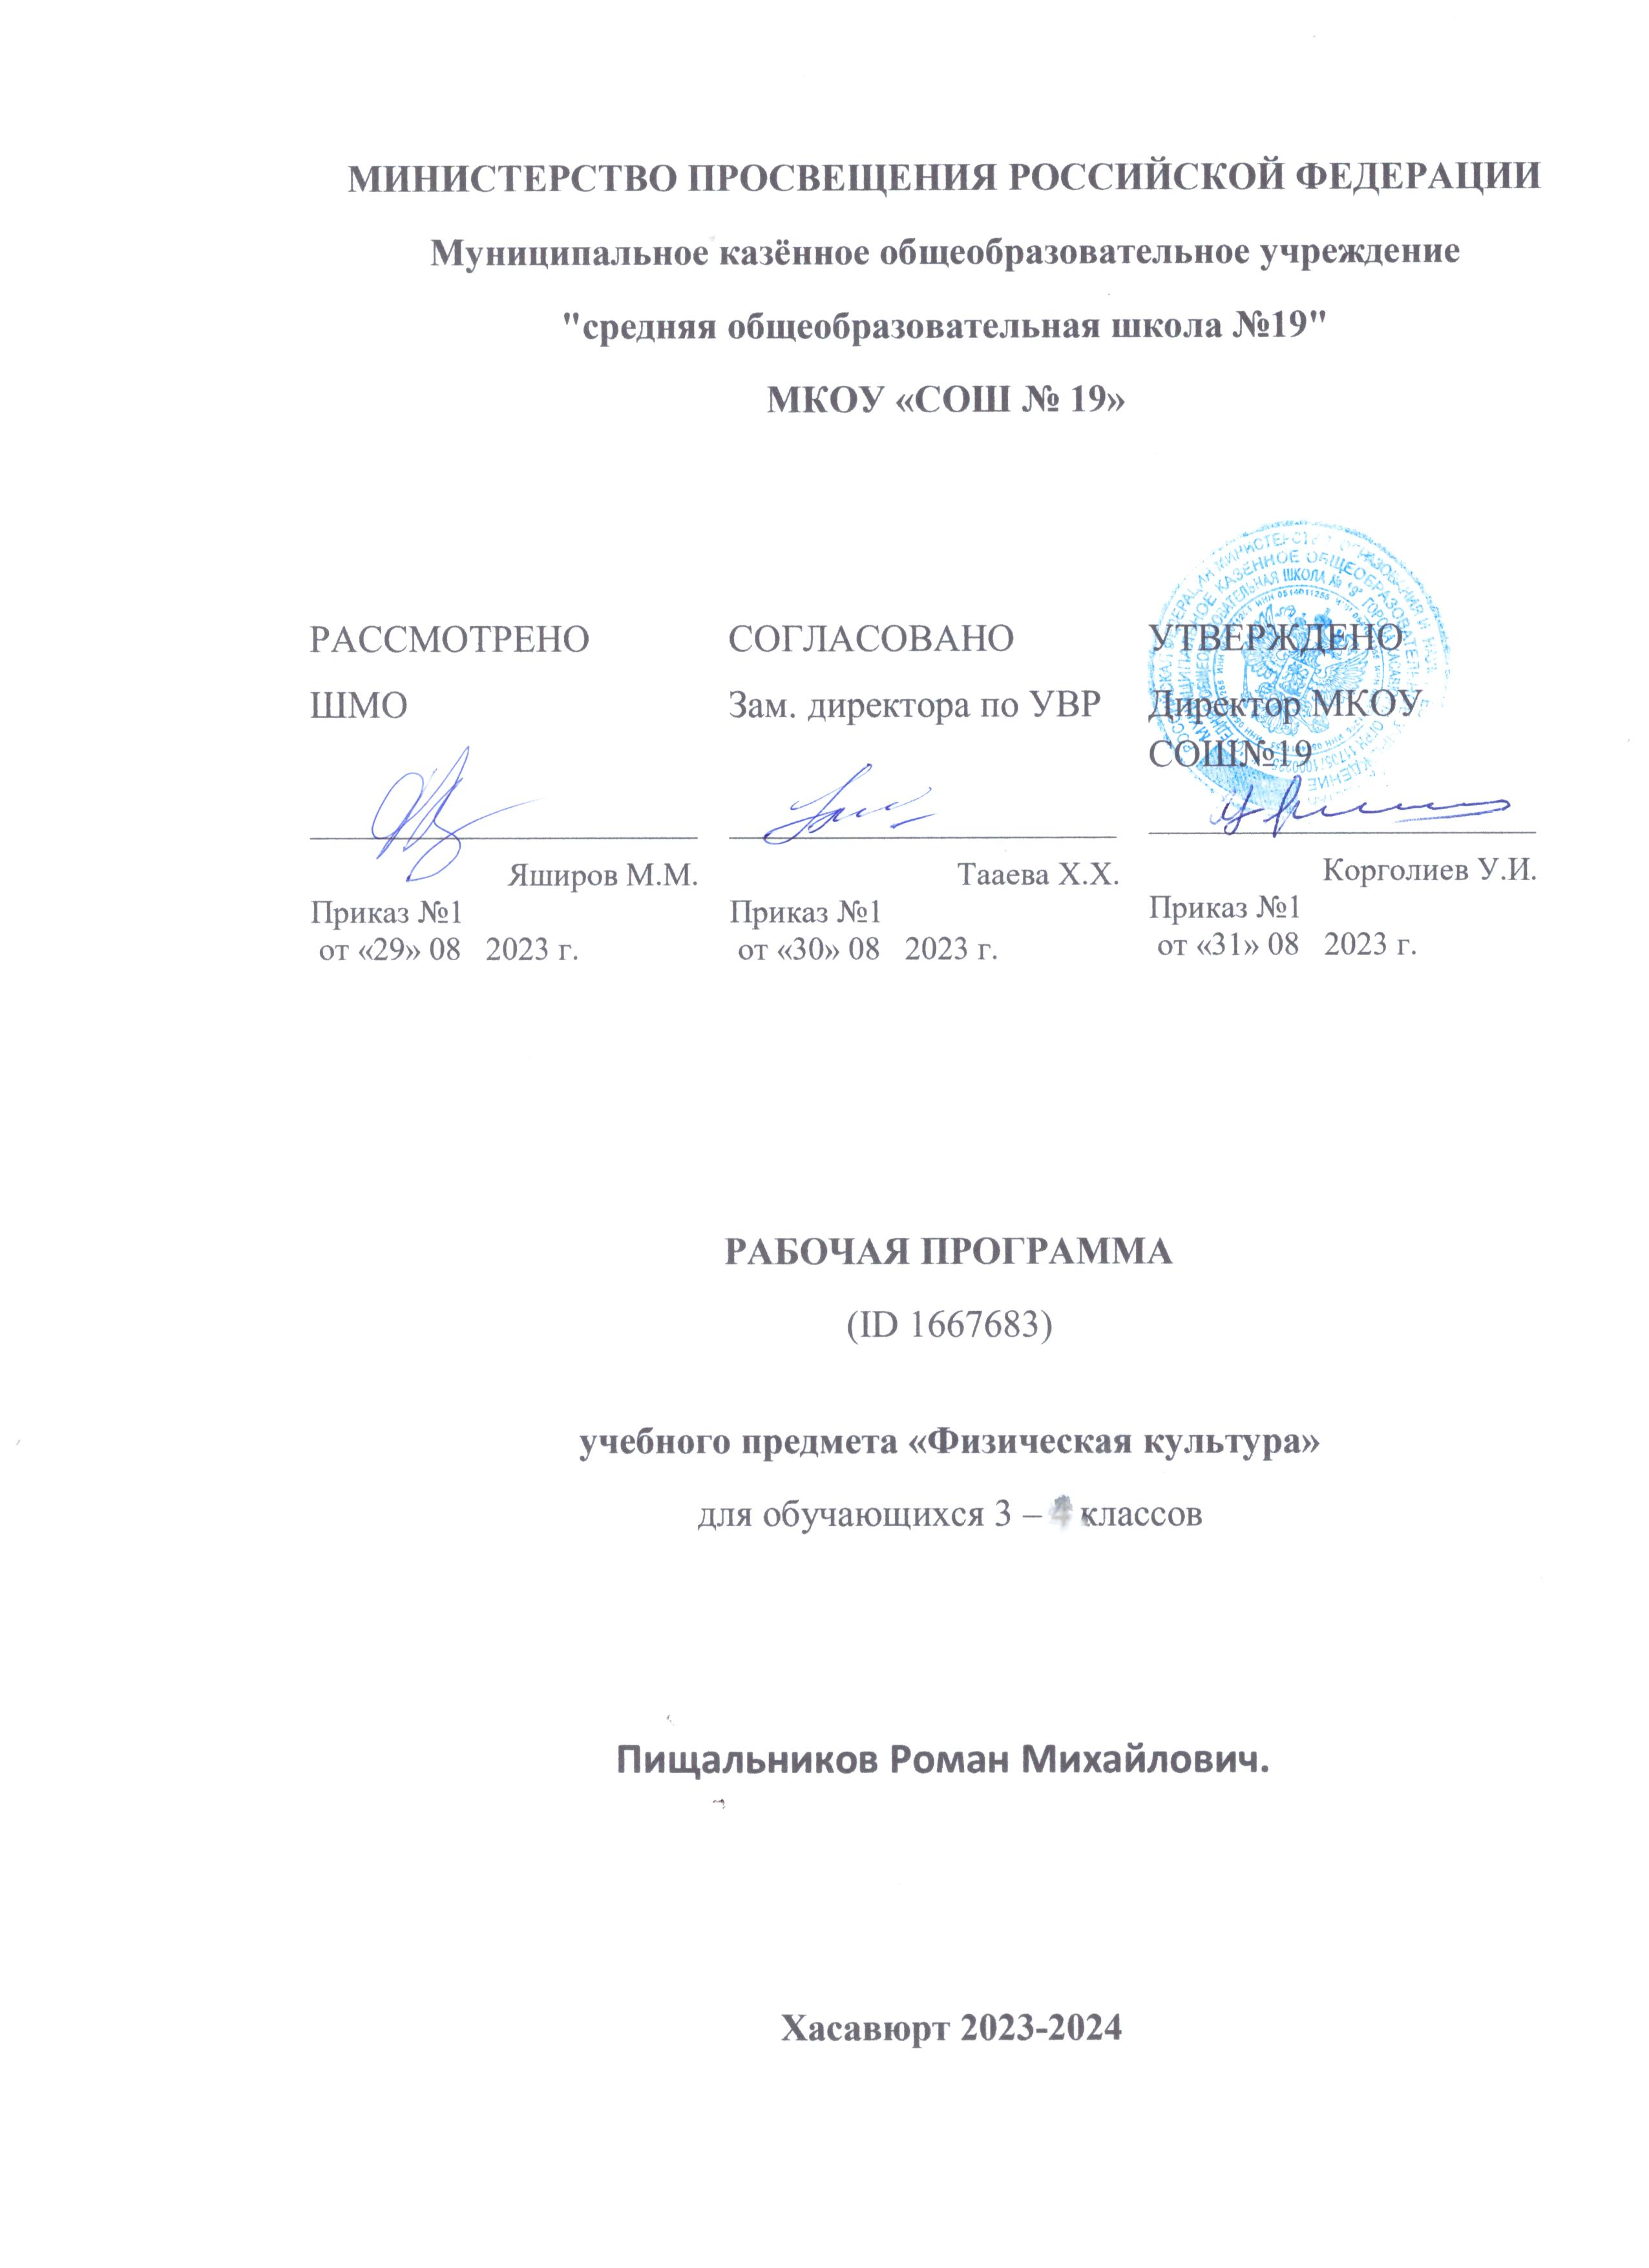 МИНИСТЕРСТВО ПРОСВЕЩЕНИЯ РОССИЙСКОЙ ФЕДЕРАЦИИ
Муниципальное казённое общеобразовательное учреждение
"средняя общеобразовательная школа №19"
МКОУ «СОШ № 19»
РАССМОТРЕНО
ШМО
Яширов М.М.
Приказ №1
от «29» 08 2023 г.
СОГЛАСОВАНО
Зам. директора по УВР
Тааева Х.Х.
Приказ №1
от «30» 08 2023 г.
УТВЕРЖДЕНО
Директор МКОУ
СОШ№19
Корголиев У.И.
Приказ №1
от «31» 08 2023 г.
РАБОЧАЯ ПРОГРАММА
(ID 1667683)
учебного предмета «Физическая культура»
для обучающихся 3 – 4 классов
Пищальников Роман Михайлович.
Хасавюрт 2023-2024